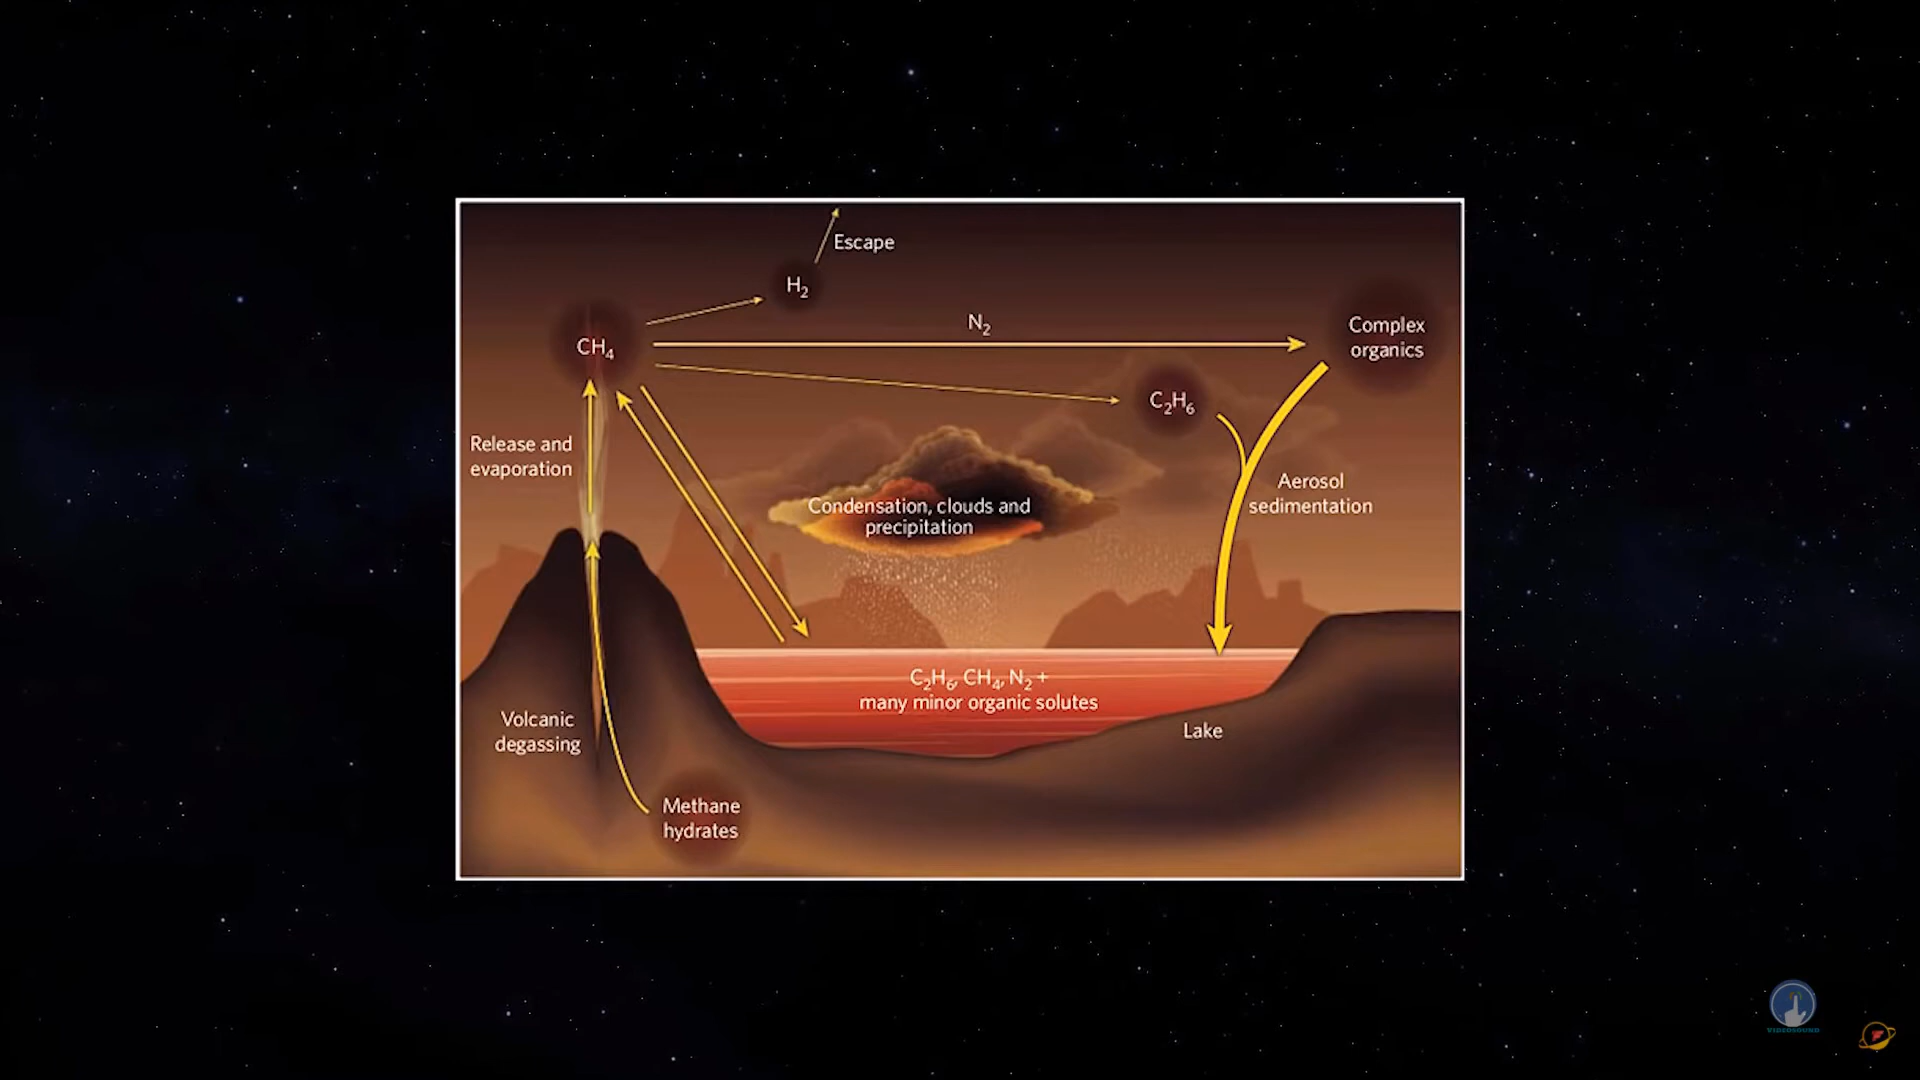 Escape
H₂
N₂
Complex
organics
CH₄
C₂H₆
Release and
evaporation
Aerosol
sedimentation
Condensation, clouds and
precipitation
C₂H₆, CH₄, N₂ +
many minor organic solutes
Volcanic
degassing
Lake
Methane
hydrates
VIDEOSOUND